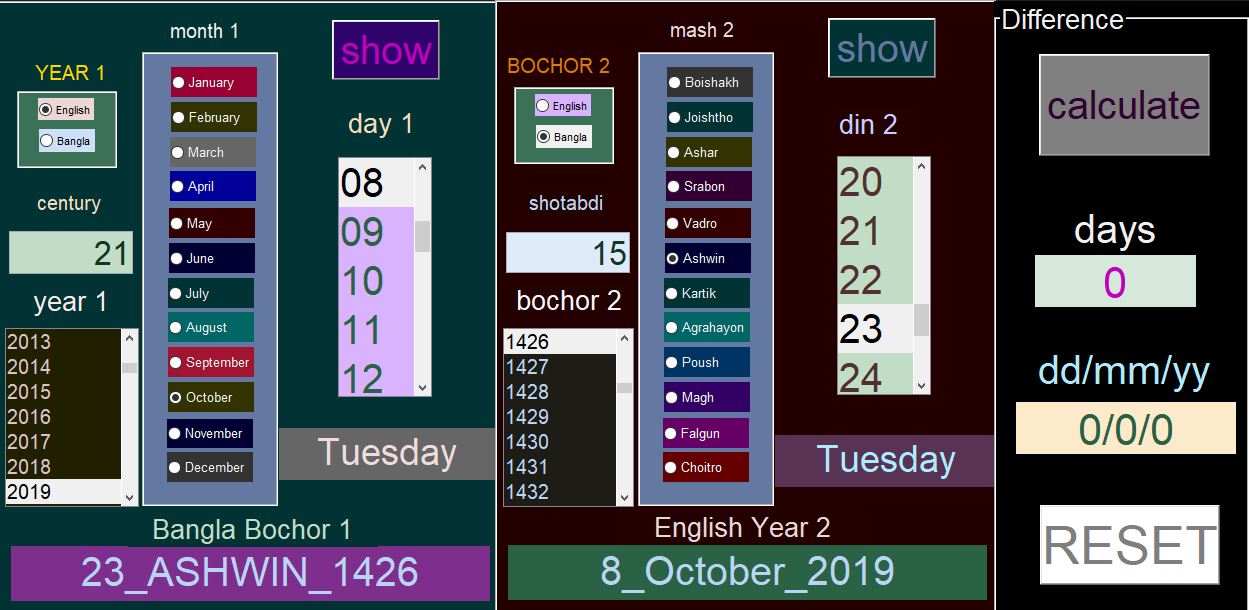 month 1
show
YEAR 1
English
Bangla
January
February
March
April
May
June
July
August
September
October
November
December
day 1
08
09
10
11
12
century
21
year 1
2013
2014
2015
2016
2017
2018
2019
Tuesday
Bangla Bochor 1
23_ASHWIN_1426
mash 2
show
BOCHOR 2
English
Bangla
Boishakh
Joishtho
Ashar
Srabon
Vadro
Ashwin
Kartik
Agrahayon
Poush
Magh
Falgun
Choitro
din 2
20
21
22
23
24
shotabdi
15
bochor 2
1426
1427
1428
1429
1430
1431
1432
Tuesday
English Year 2
8_October_2019
Difference
calculate
days
0
dd/mm/yy
0/0/0
RESET